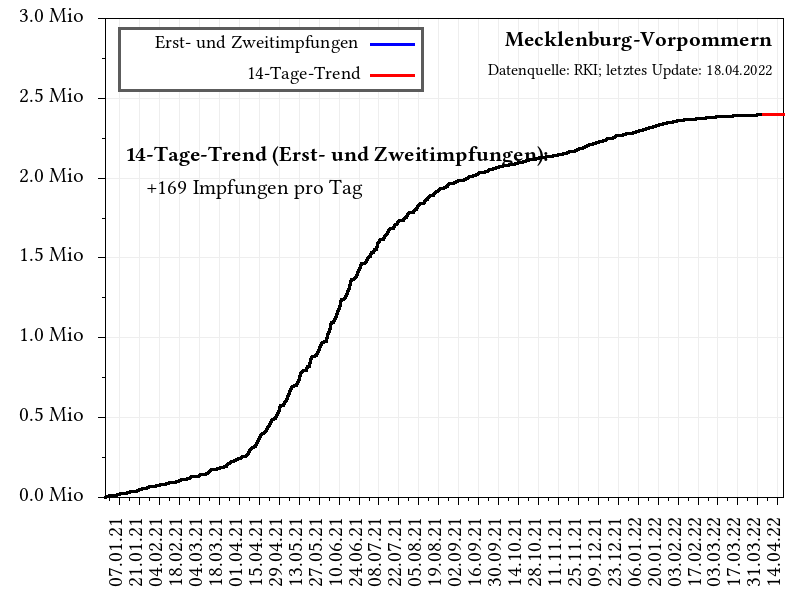 3.0 Mio
2.5 Mio
2.0 Mio
1.5 Mio
1.0 Mio
0.5 Mio
0.0 Mio
Erst- und Zweitimpfungen
14-Tage-Trend
Mecklenburg-Vorpommern
Datenquelle: RKI; letztes Update: 18.04.2022
14-Tage-Trend (Erst- und Zweitimpfungen):
+169 Impfungen pro Tag
07.01.21
21.01.21
04.02.21
18.02.21
04.03.21
18.03.21
01.04.21
15.04.21
29.04.21
13.05.21
27.05.21
10.06.21
24.06.21
08.07.21
22.07.21
05.08.21
19.08.21
02.09.21
16.09.21
30.09.21
14.10.21
28.10.21
11.11.21
25.11.21
09.12.21
23.12.21
06.01.22
20.01.22
03.02.22
17.02.22
03.03.22
17.03.22
31.03.22
14.04.22